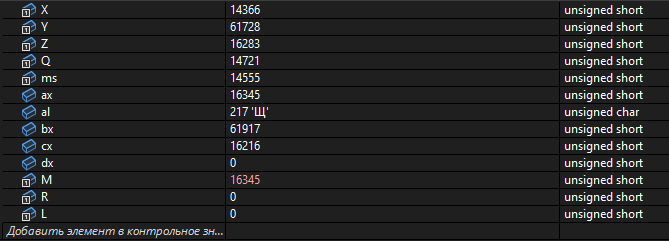 X 14366 unsigned short
Y 61728 unsigned short
Z 16283 unsigned short
Q 14721 unsigned short
ms 14555 unsigned short
ax 16345 unsigned short
al 217 'Щ' unsigned char
bx 61917 unsigned short
cx 16216 unsigned short
dx 0 unsigned short
M 16345 unsigned short
R 0 unsigned short
L 0 unsigned short
Добавить элемент в контрольное зн...